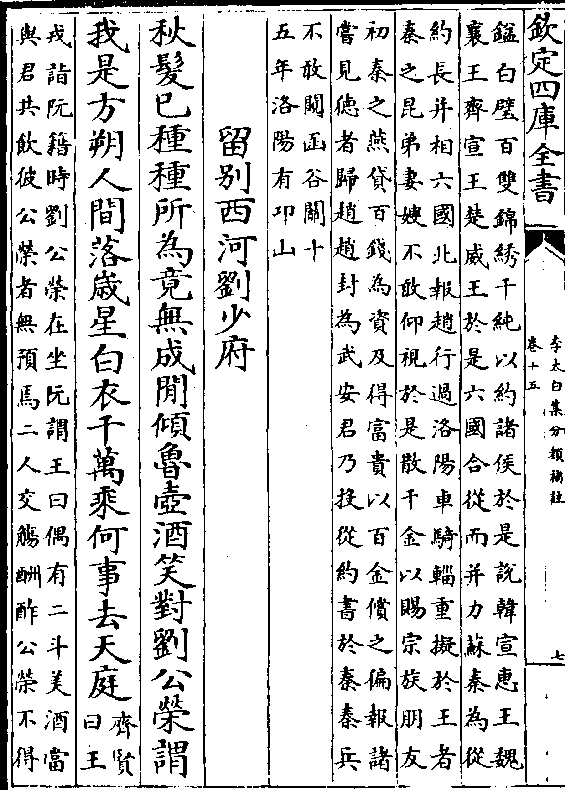 欽定四庫全書
李太白集分類補註
卷十五
七
鎰白璧百雙錦綉千純以約諸侯於是說韓宣惠王魏
襄王齊宣王楚威王於是六國合從而并力蘇秦為從
約長并相六國北報趙行過洛陽車騎輜重擬於王者
秦之昆弟妻嫂不敢仰視於是散千金以賜宗族朋友
初秦之燕貸百錢為資及得富貴以百金償之偏報諸
嘗見徳者歸趙趙封為武安君乃投從約書於秦秦兵
不敢闚函谷關十
五年洛陽有邙山
留别西河劉少府
秋髮已種種所為竟無成閒傾魯壺酒笑對劉公榮謂
我是方朔人間落嵗星白衣千萬乘何事去天庭
齊賢
曰王
戎詣阮籍時劉公榮在坐阮謂王曰偶有二斗美酒當
與君共飲彼公榮者無預焉二人交觴酬酢公榮不得